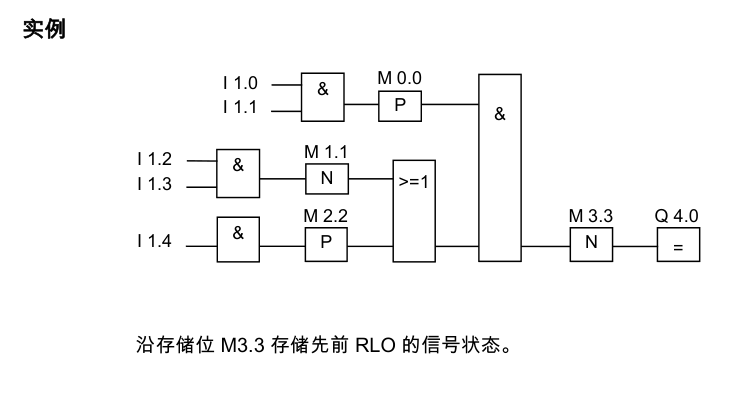 实例
M 0.0
I 1.0
&
I 1.1
P
&
M 1.1
I 1.2
&
I 1.3
N
>=1
M 2.2
M 3.3
Q 4.0
I 1.4
&
P
N
=
沿存储位 M3.3 存储先前 RLO 的信号状态。